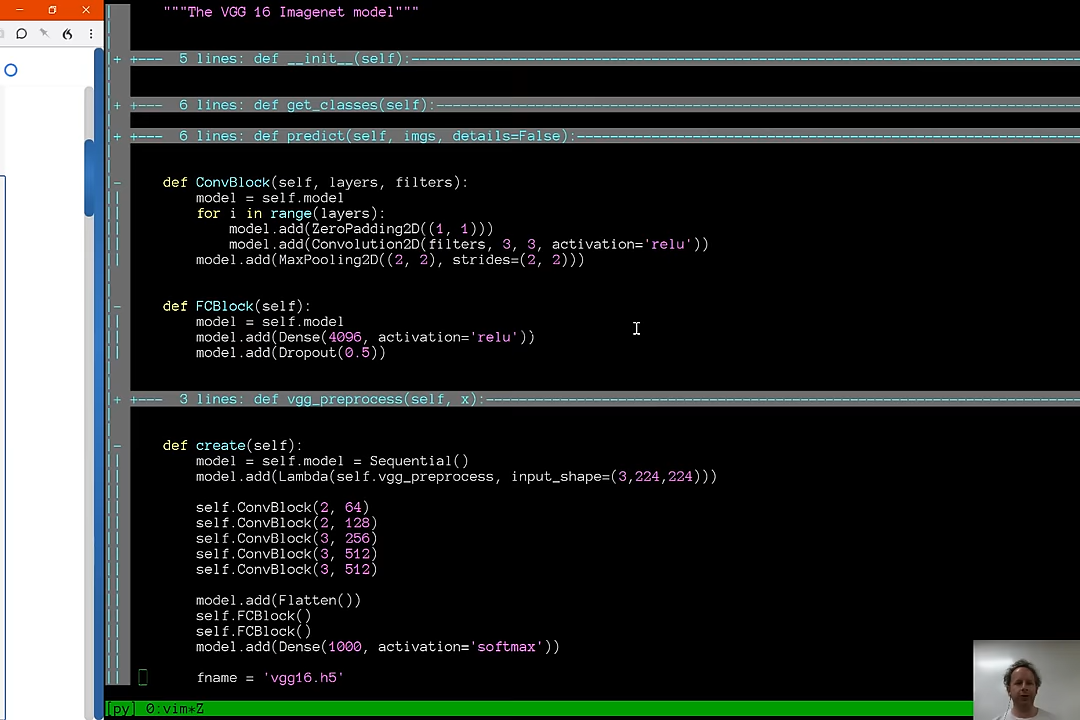 """The VGG 16 Imagenet model"""
+ +--- 5 lines: def __init__(self):
+ +--- 6 lines: def get_classes(self):
+ +--- 6 lines: def predict(self, imgs, details=False):
def ConvBlock(self, layers, filters):
model = self.model
for i in range(layers):
model.add(ZeroPadding2D((1, 1)))
model.add(Convolution2D(filters, 3, 3, activation='relu'))
model.add(MaxPooling2D((2, 2), strides=(2, 2)))
def FCBlock(self):
model = self.model
model.add(Dense(4096, activation='relu'))
model.add(Dropout(0.5))
+ +--- 3 lines: def vgg_preprocess(self, x):
def create(self):
model = self.model = Sequential()
model.add(Lambda(self.vgg_preprocess, input_shape=(3,224,224)))
self.ConvBlock(2, 64)
self.ConvBlock(2, 128)
self.ConvBlock(3, 256)
self.ConvBlock(3, 512)
self.ConvBlock(3, 512)
model.add(Flatten())
self.FCBlock()
self.FCBlock()
model.add(Dense(1000, activation='softmax'))
fname = 'vgg16.h5'
[py] 0:vim*Z